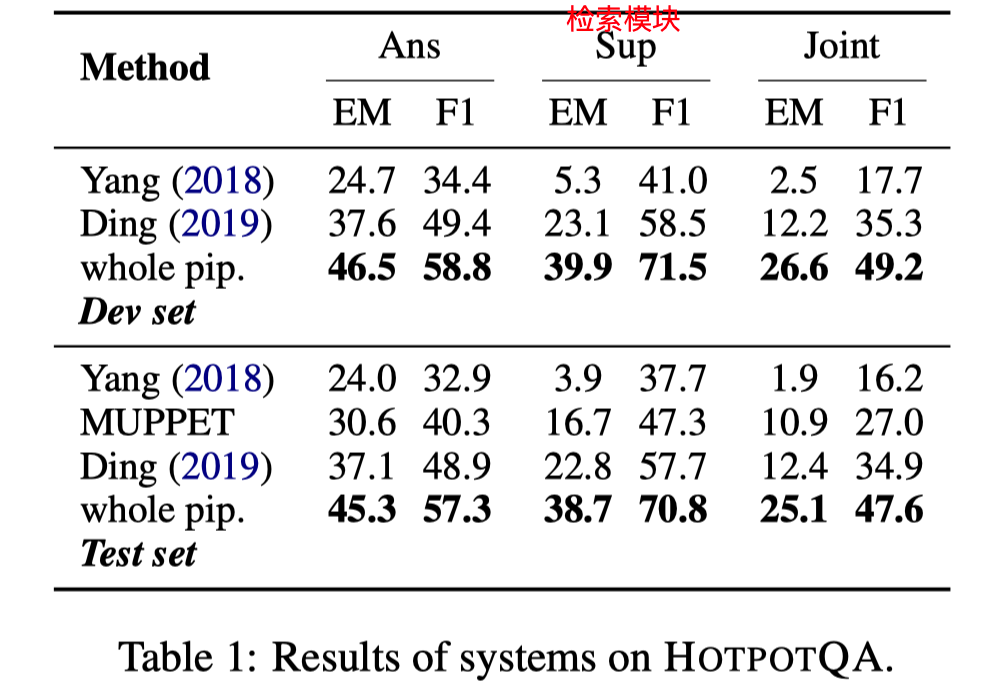 检索模块
Method Ans Sup Joint
EM F1 EM F1 EM F1
Yang (2018) 24.7 34.4 5.3 41.0 2.5 17.7
Ding (2019) 37.6 49.4 23.1 58.5 12.2 35.3
whole pip. 46.5 58.8 39.9 71.5 26.6 49.2
Dev set
Yang (2018) 24.0 32.9 3.9 37.7 1.9 16.2
MUPPET 30.6 40.3 16.7 47.3 10.9 27.0
Ding (2019) 37.1 48.9 22.8 57.7 12.4 34.9
whole pip. 45.3 57.3 38.7 70.8 25.1 47.6
Test set
Table 1: Results of systems on HOTPOTQA.